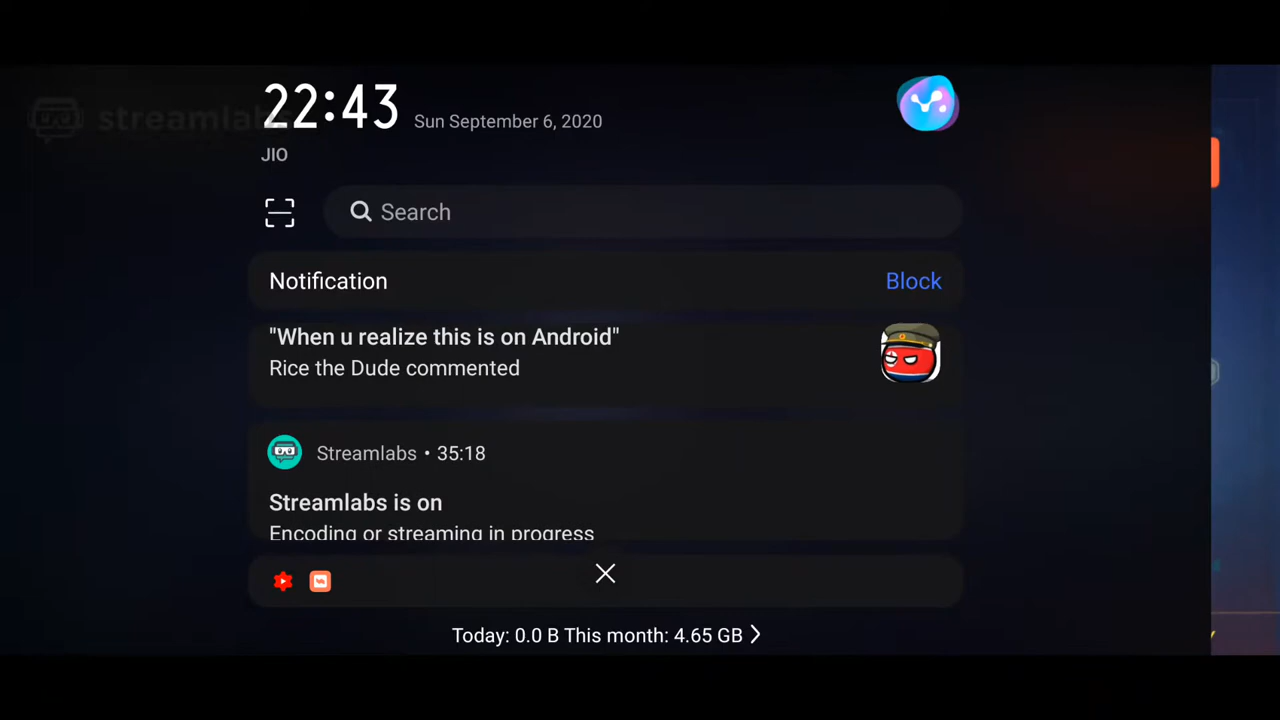 streamlabs
22:43 Sun September 6, 2020
JIO
Search
Notification Block
"When u realize this is on Android"
Rice the Dude commented
Streamlabs • 35:18
Streamlabs is on
Encoding or streaming in progress
Today: 0.0 B This month: 4.65 GB